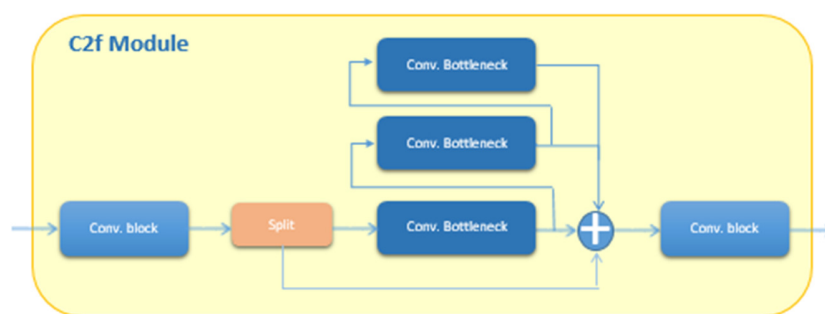 C2f Module
Conv. Bottleneck
Conv. Bottleneck
Conv. block
Split
Conv. Bottleneck
Conv. block